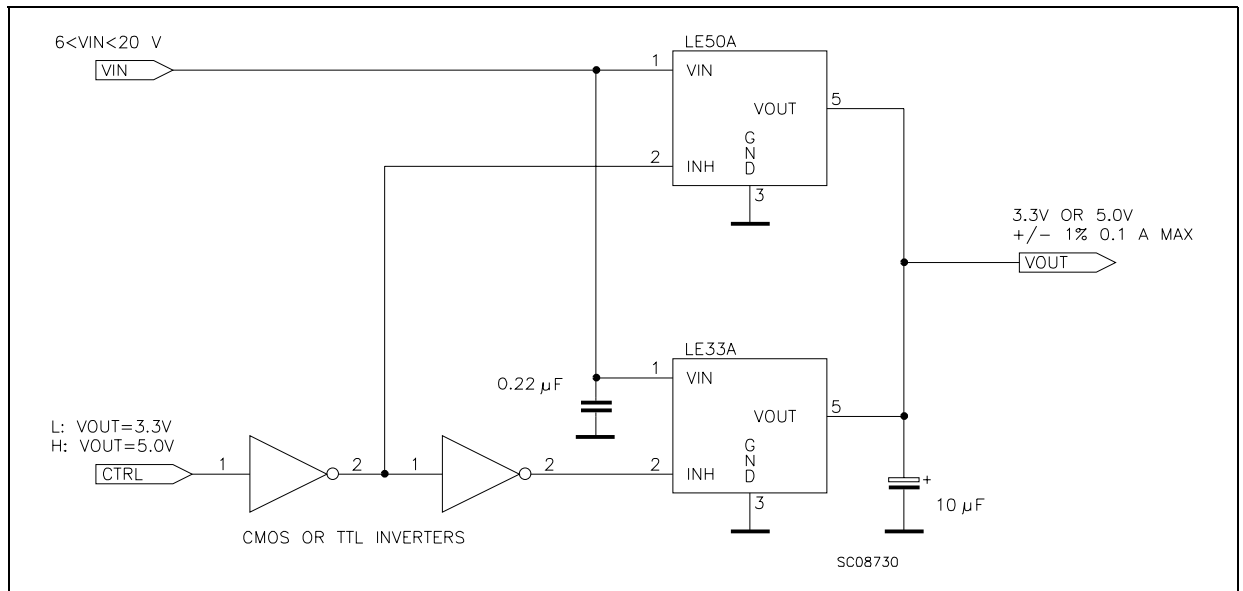 6<VIN<20 V
VIN
LE50A
1
VIN
VOUT
5
2
INH
GND
3
3.3V OR 5.0V
+/- 1% 0.1 A MAX
VOUT
LE33A
1
VIN
0.22 µF
VOUT
5
L: VOUT=3.3V
H: VOUT=5.0V
CTRL
1
2
1
2
2
INH
GND
3
+
10 µF
CMOS OR TTL INVERTERS
SC08730